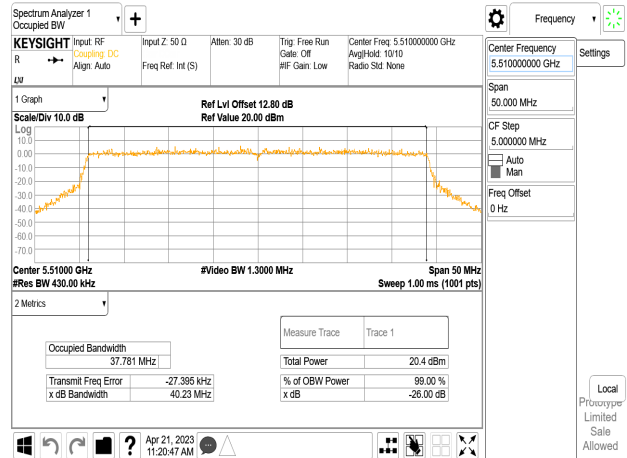 Spectrum Analyzer 1
Occupied BW
Frequency
KEYSIGHT
R
Input: RF
Coupling: DC
Align: Auto
Input Z: 50 Ω
Freq Ref: Int (S)
Atten: 30 dB
Trig: Free Run
Gate: Off
#IF Gain: Low
Center Freq: 5.510000000 GHz
Avg|Hold: 10/10
Radio Std: None
1 Graph
Scale/Div 10.0 dB
Ref Lvl Offset 12.80 dB
Ref Value 20.00 dBm
Log
10.0
0.00
-10.0
-20.0
-30.0
-40.0
-50.0
-60.0
-70.0
Center 5.51000 GHz
#Res BW 430.00 kHz
#Video BW 1.3000 MHz
Span 50 MHz
Sweep 1.00 ms (1001 pts)
2 Metrics
Measure Trace
Trace 1
Occupied Bandwidth
37.781 MHz
Total Power
20.4 dBm
Transmit Freq Error
-27.395 kHz
% of OBW Power
99.00 %
x dB Bandwidth
40.23 MHz
x dB
-26.00 dB
Center Frequency
5.510000000 GHz
Settings
Span
50.000 MHz
CF Step
5.000000 MHz
Auto
Man
Freq Offset
0 Hz
Local
Prototype
Limited
Sale
Allowed
?
Apr 21, 2023
11:20:47 AM